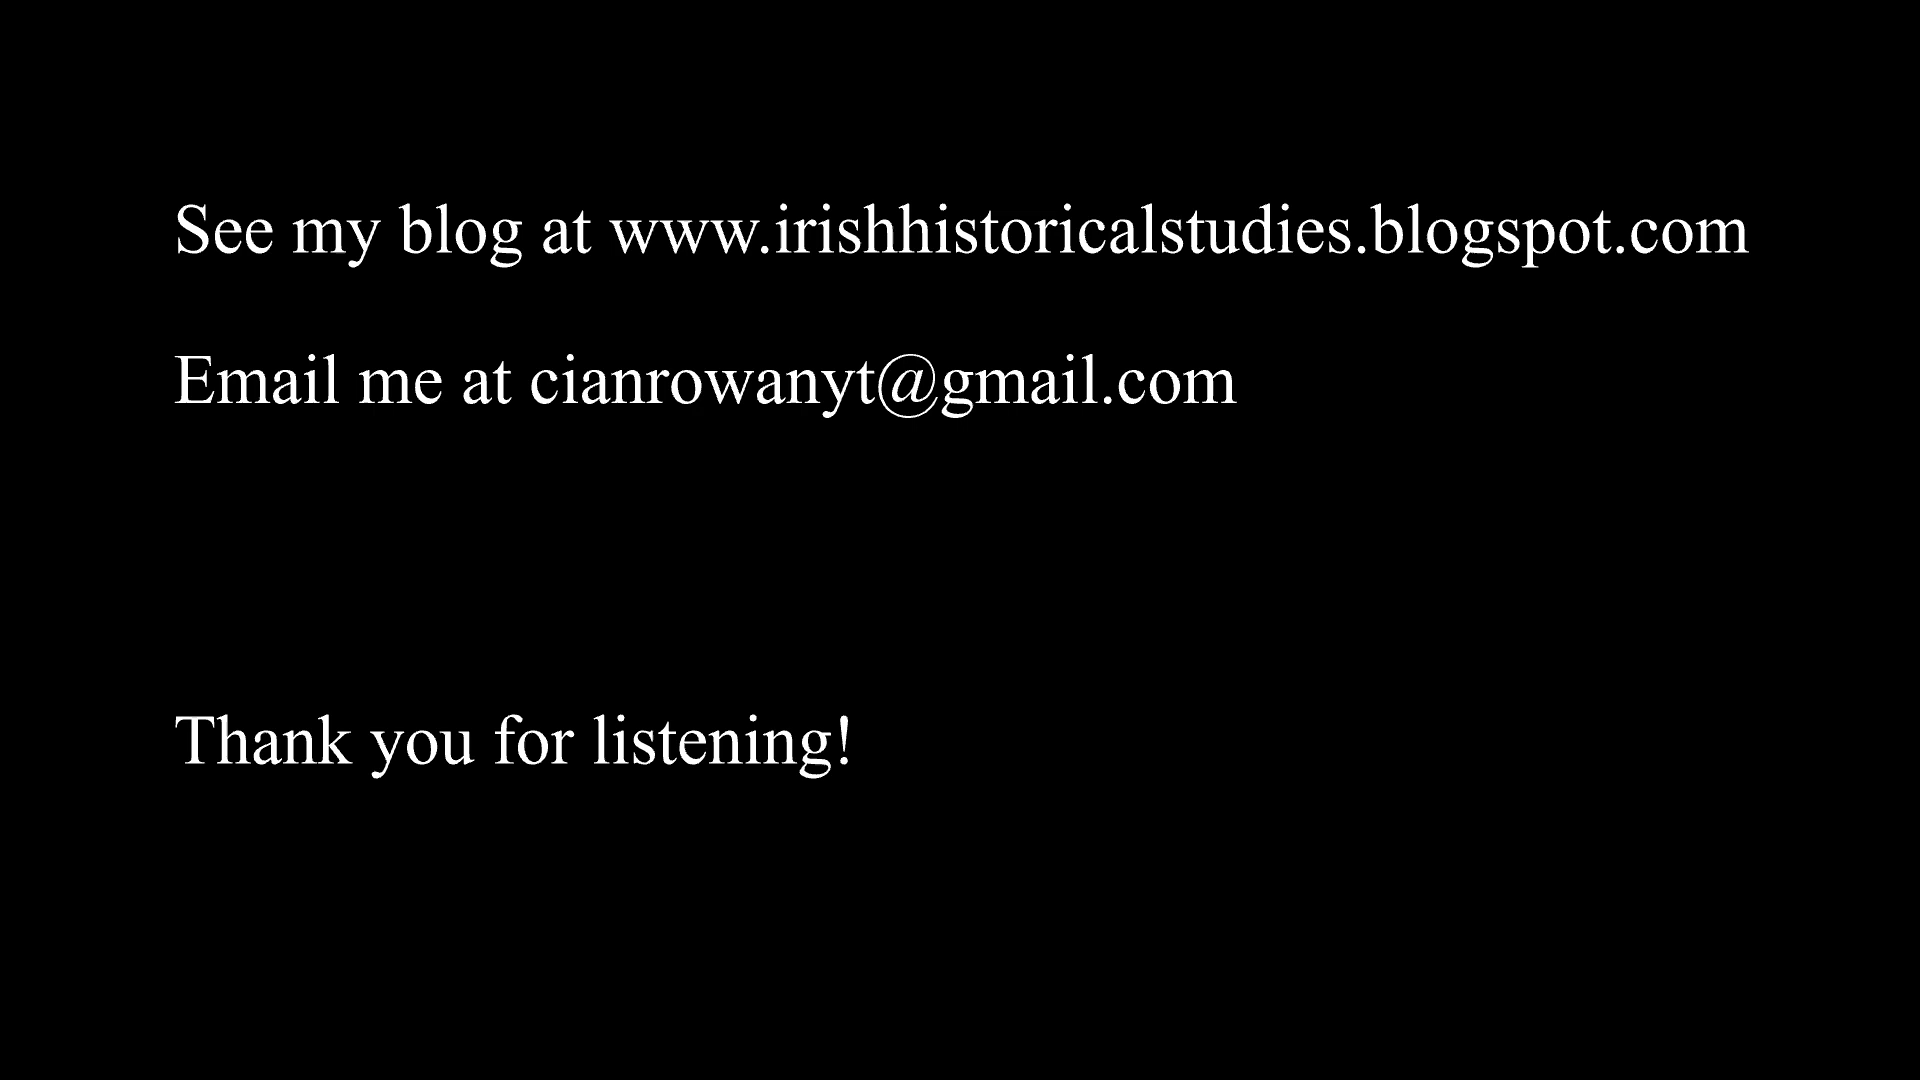 See my blog at www.irishhistoricalstudies.blogspot.com
Email me at cianrowanyt@gmail.com
Thank you for listening!